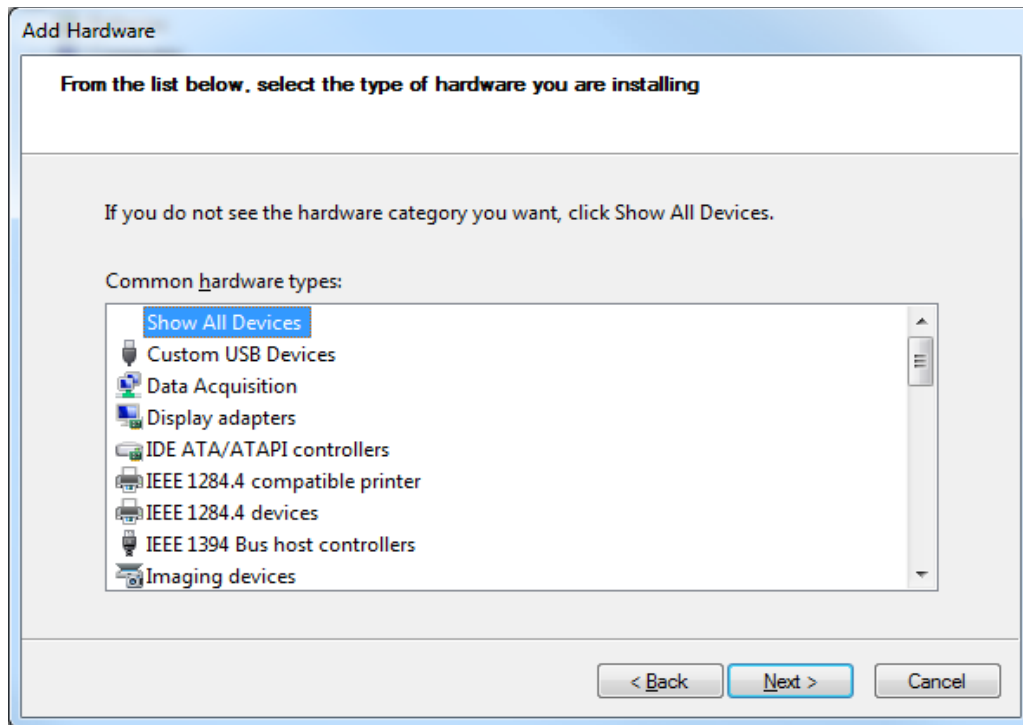 Add Hardware
From the list below, select the type of hardware you are installing
If you do not see the hardware category you want, click Show All Devices.
Common hardware types:
Show All Devices
Custom USB Devices
Data Acquisition
Display adapters
IDE ATA/ATAPI controllers
IEEE 1284.4 compatible printer
IEEE 1284.4 devices
IEEE 1394 Bus host controllers
Imaging devices
< Back Next > Cancel